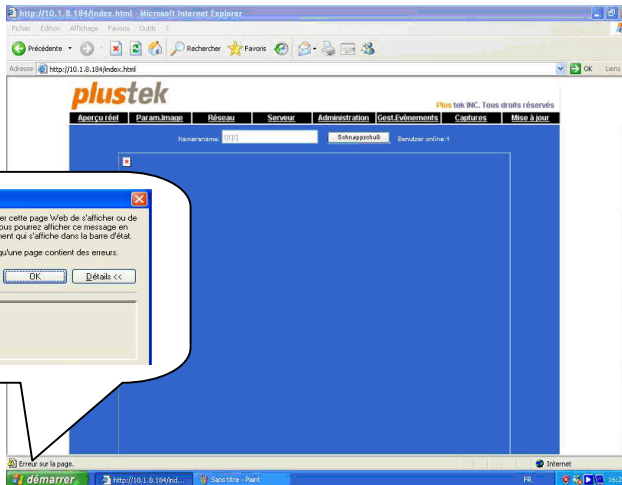 http://10.1.8.184/index.html - Microsoft Internet Explorer
Fichier Edition Affichage Favoris Outils ?
Précédente Rechercher Favoris
Adresse http://10.1.8.184/index.html OK Liens
plustek
Plus tek INC. Tous droits réservés
Aperçu réel Param.Image Réseau Serveur Administration Gest.Evènements Captures Mise à jour
Nameraname: qqq Schnappschuß Benutzer online:1
er cette page Web de s'afficher ou de
ous pourrez afficher ce message en
ment qui s'affiche dans la barre d'état.
qu'une page contient des erreurs.
OK Détails <<
Erreur sur la page. Internet
démarrer http://10.1.8.184/ind... Sans titre - Paint FR